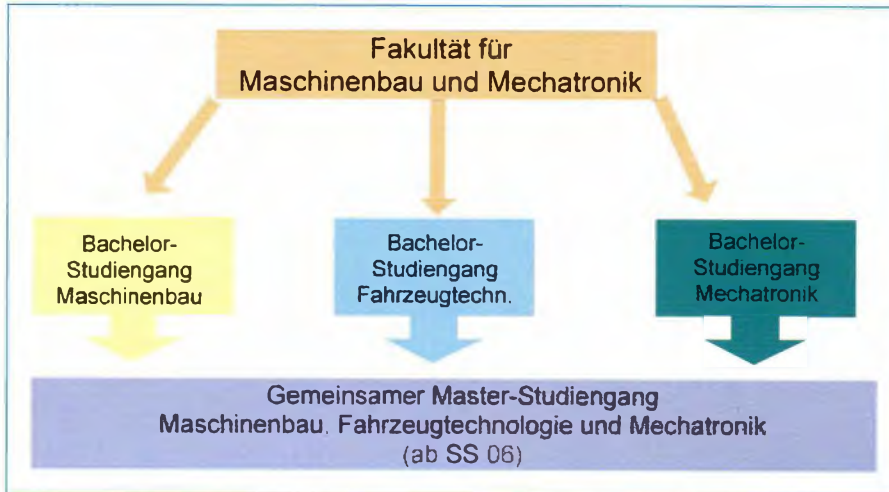 Fakultät für
Maschinenbau und Mechatronik
Bachelor-
Studiengang
Maschinenbau
Bachelor-
Studiengang
Fahrzeugtechn.
Bachelor-
Studiengang
Mechatronik
Gemeinsamer Master-Studiengang
Maschinenbau, Fahrzeugtechnologie und Mechatronik
(ab SS 06)